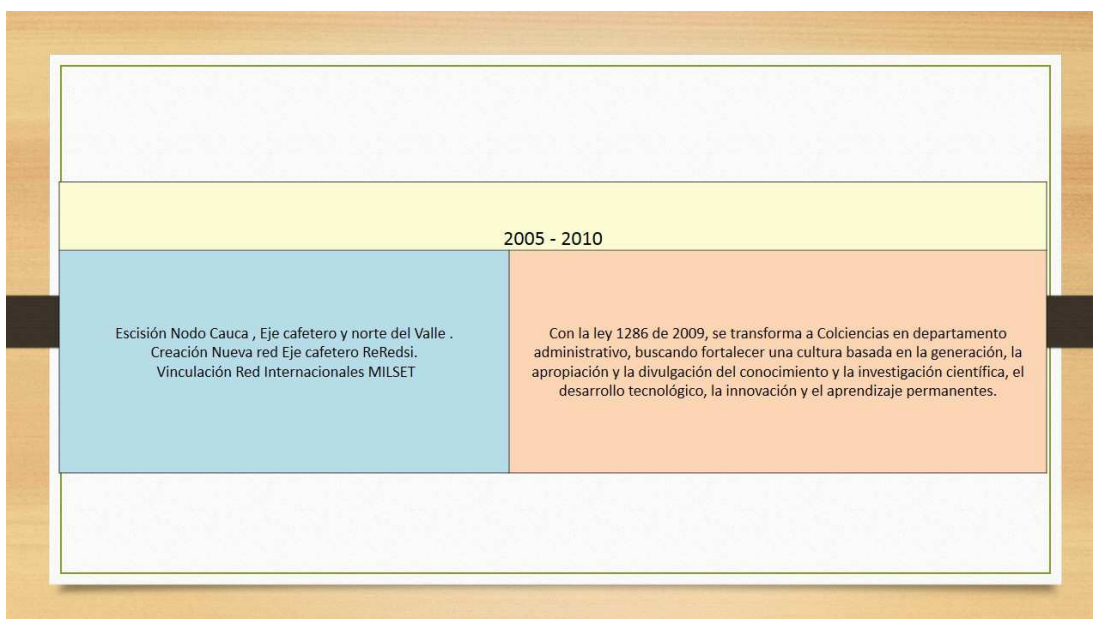 2005 - 2010
Escisión Nodo Cauca , Eje cafetero y norte del Valle .
Creación Nueva red Eje cafetero ReRedsi.
Vinculación Red Internacionales MILSET
Con la ley 1286 de 2009, se transforma a Colciencias en departamento
administrativo, buscando fortalecer una cultura basada en la generación, la
apropiación y la divulgación del conocimiento y la investigación científica, el
desarrollo tecnológico, la innovación y el aprendizaje permanentes.